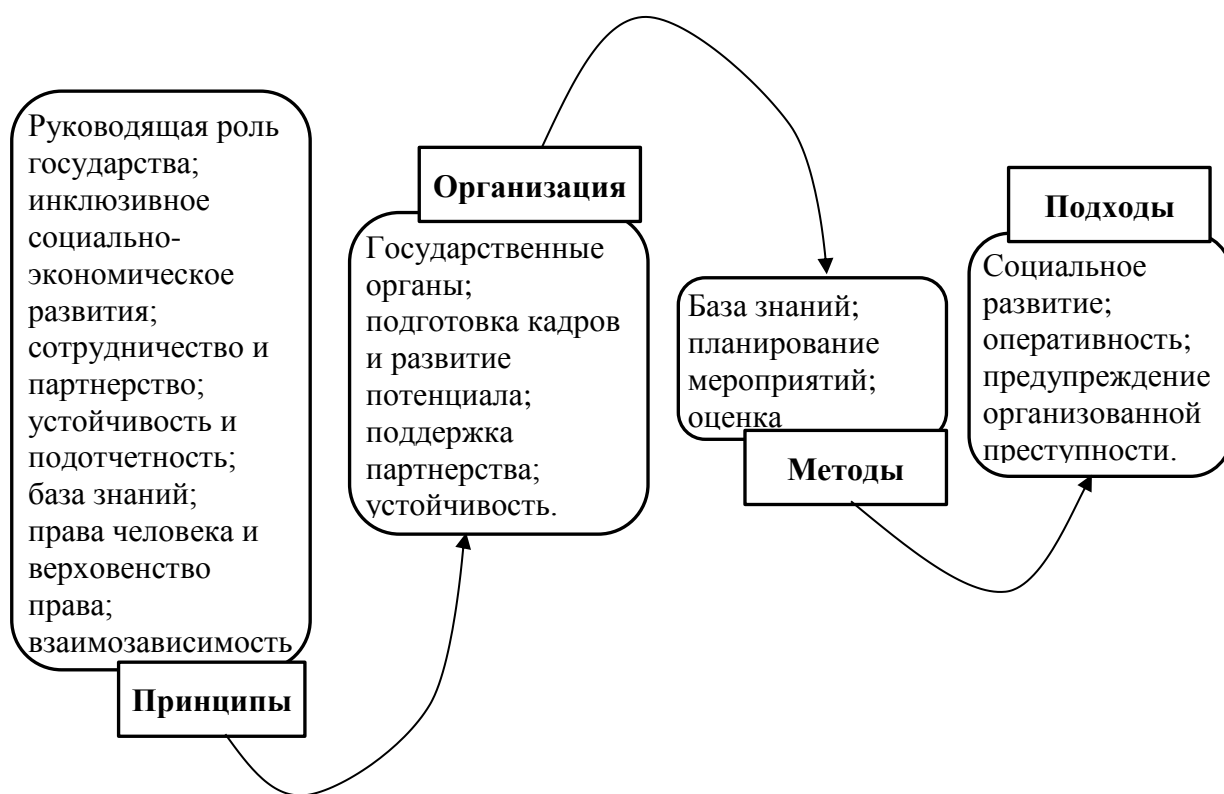 Руководящая роль
государства;
инклюзивное
социально-
экономическое
развития;
сотрудничество и
партнерство;
устойчивость и
подотчетность;
база знаний;
права человека и
верховенство
права;
взаимозависимость
Принципы
Организация
Государственные
органы;
подготовка кадров
и развитие
потенциала;
поддержка
партнерства;
устойчивость.
База знаний;
планирование
мероприятий;
оценка
Методы
Подходы
Социальное
развитие;
оперативность;
предупреждение
организованной
преступности.